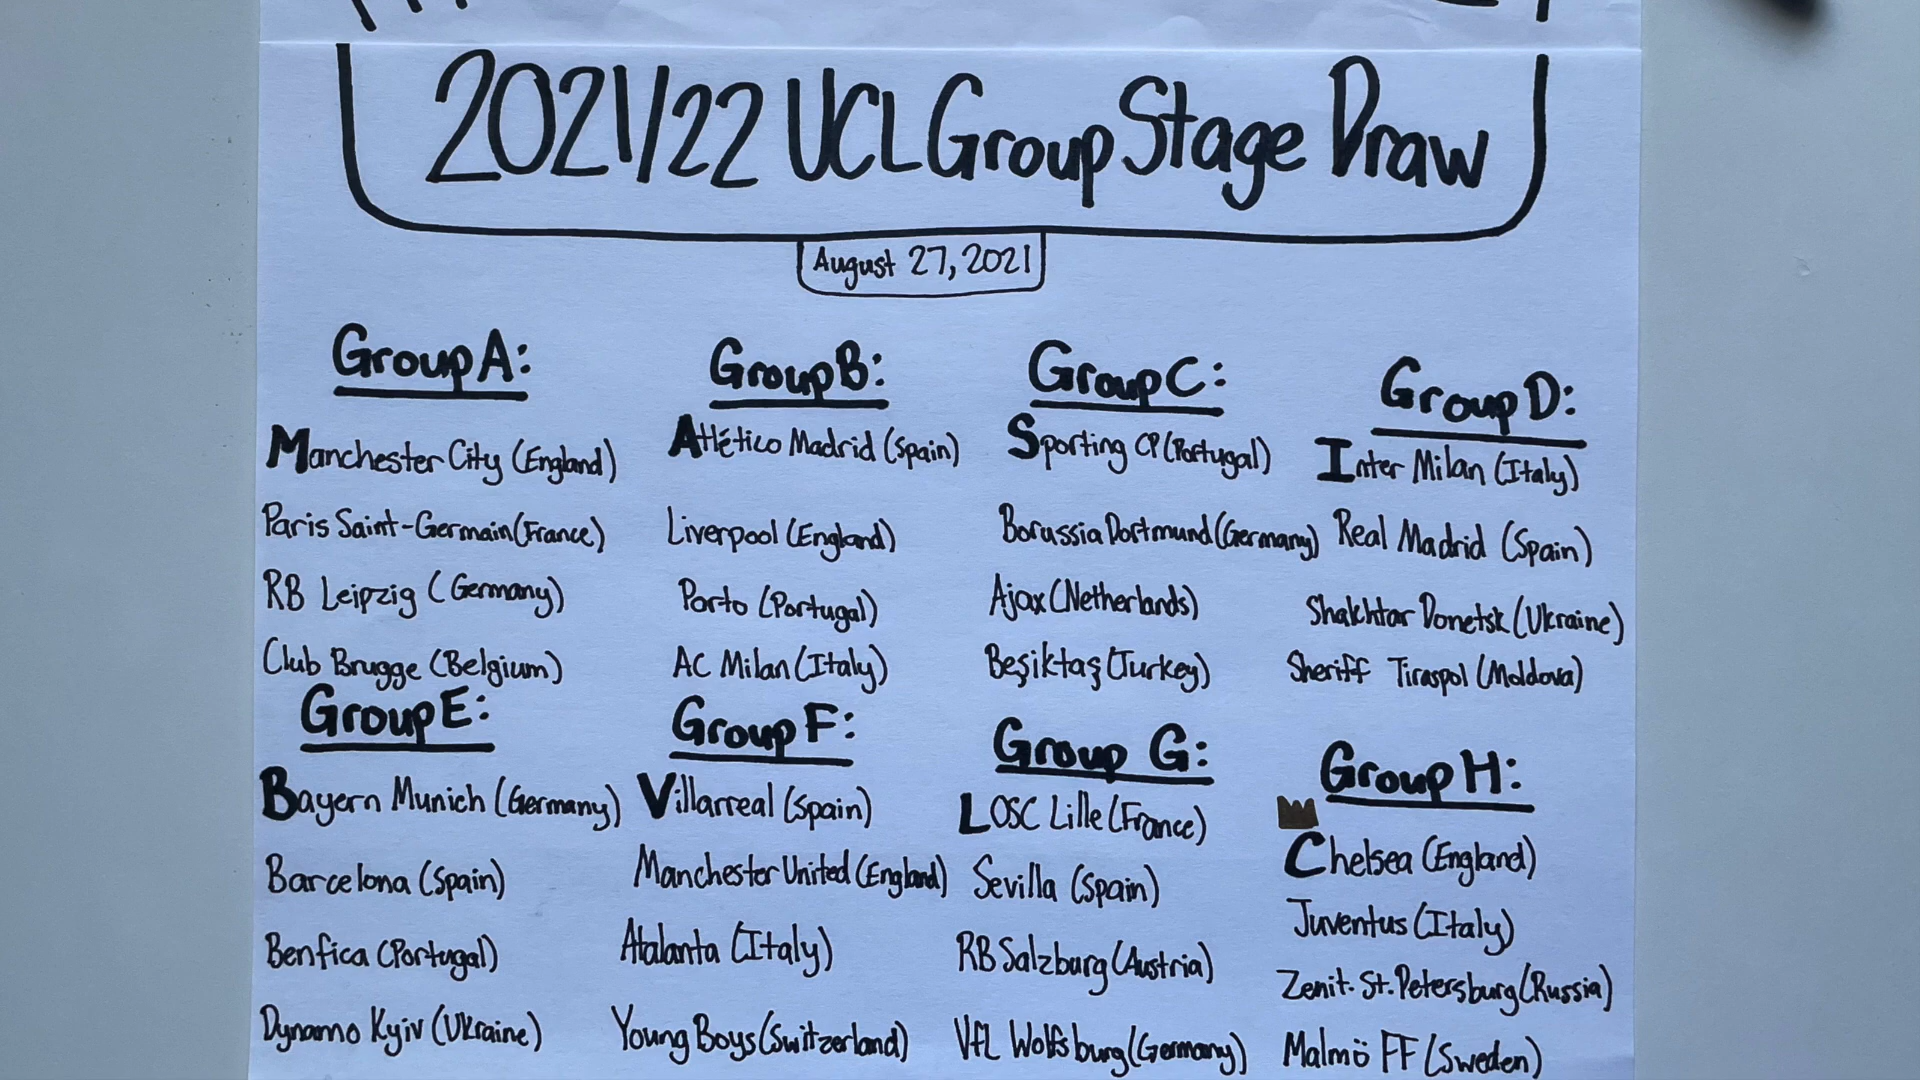 2021/22 UCL Group Stage Draw
August 27, 2021
Group A:
Manchester City (England)
Paris Saint-Germain (France)
RB Leipzig (Germany)
Club Brugge (Belgium)
Group B:
Atlético Madrid (Spain)
Liverpool (England)
Porto (Portugal)
AC Milan (Italy)
Group C:
Sporting CP (Portugal)
Borussia Dortmund (Germany)
Ajax (Netherlands)
Beşiktaş (Turkey)
Group D:
Inter Milan (Italy)
Real Madrid (Spain)
Shakhtar Donetsk (Ukraine)
Sheriff Tiraspol (Moldova)
Group E:
Bayern Munich (Germany)
Barcelona (Spain)
Benfica (Portugal)
Dynamo Kyiv (Ukraine)
Group F:
Villarreal (Spain)
Manchester United (England)
Atalanta (Italy)
Young Boys (Switzerland)
Group G:
LOSC Lille (France)
Sevilla (Spain)
RB Salzburg (Austria)
VfL Wolfsburg (Germany)
Group H:
Chelsea (England)
Juventus (Italy)
Zenit. St. Petersburg (Russia)
Malmö FF (Sweden)